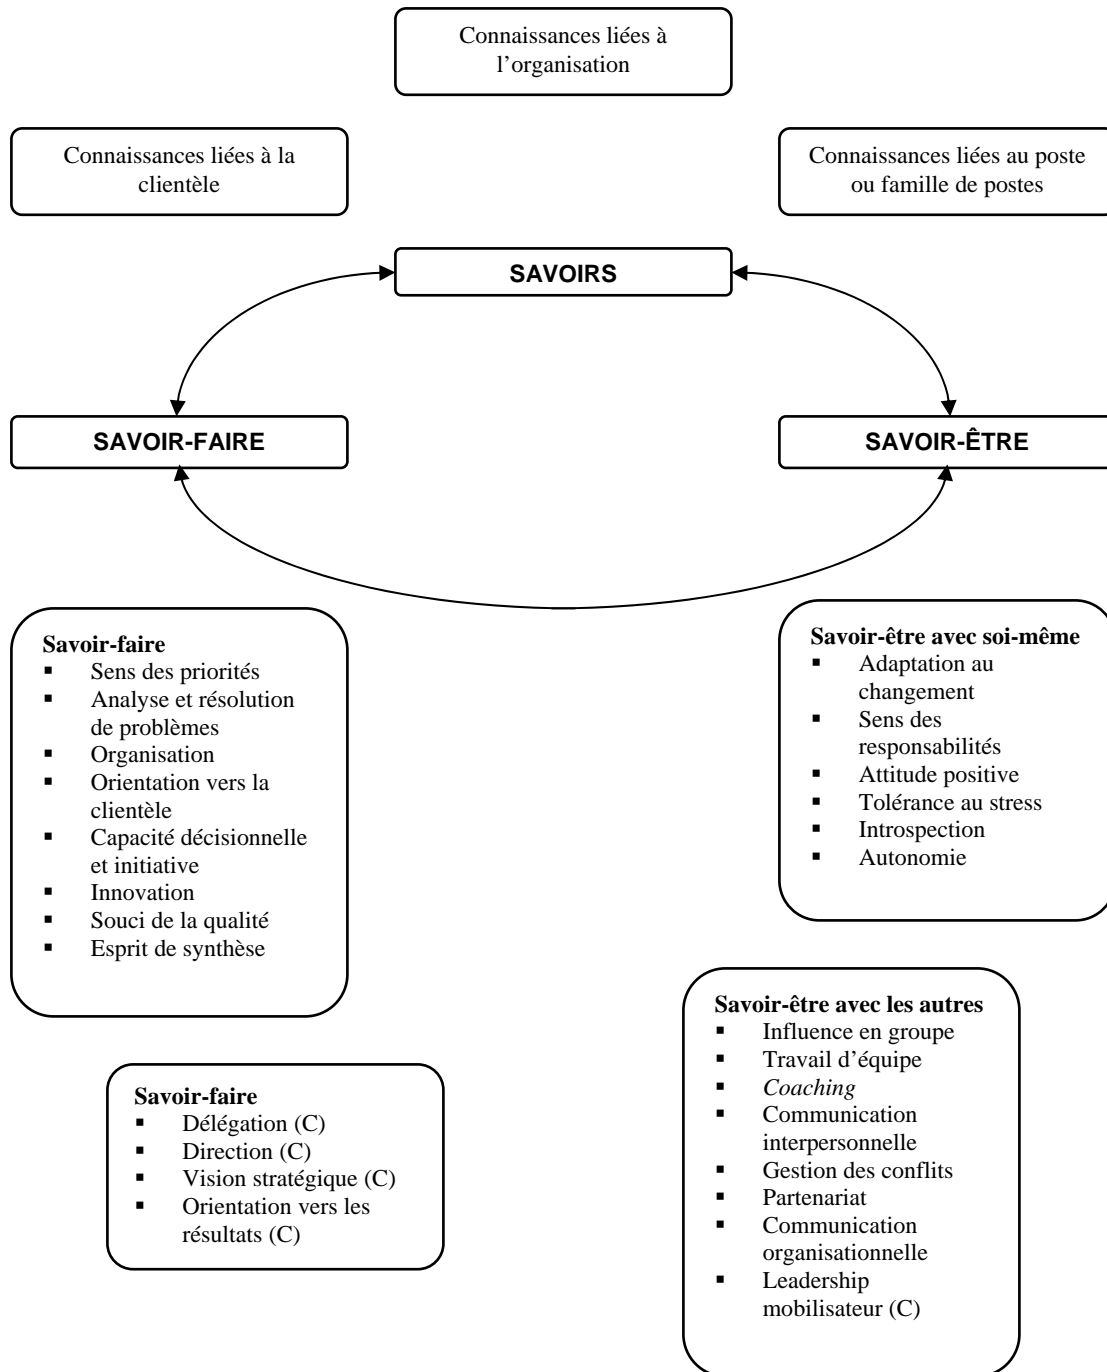 Connaissances liées à
l’organisation
Connaissances liées à la
clientèle
Connaissances liées au poste
ou famille de postes
SAVOIRS
SAVOIR-FAIRE
SAVOIR-ÊTRE
Savoir-faire
▪ Sens des priorités
▪ Analyse et résolution
de problèmes
▪ Organisation
▪ Orientation vers la
clientèle
▪ Capacité décisionnelle
et initiative
▪ Innovation
▪ Souci de la qualité
▪ Esprit de synthèse
Savoir-être avec soi-même
▪ Adaptation au
changement
▪ Sens des
responsabilités
▪ Attitude positive
▪ Tolérance au stress
▪ Introspection
▪ Autonomie
Savoir-faire
▪ Délégation (C)
▪ Direction (C)
▪ Vision stratégique (C)
▪ Orientation vers les
résultats (C)
Savoir-être avec les autres
▪ Influence en groupe
▪ Travail d’équipe
▪ Coaching
▪ Communication
interpersonnelle
▪ Gestion des conflits
▪ Partenariat
▪ Communication
organisationnelle
▪ Leadership
mobilisateur (C)